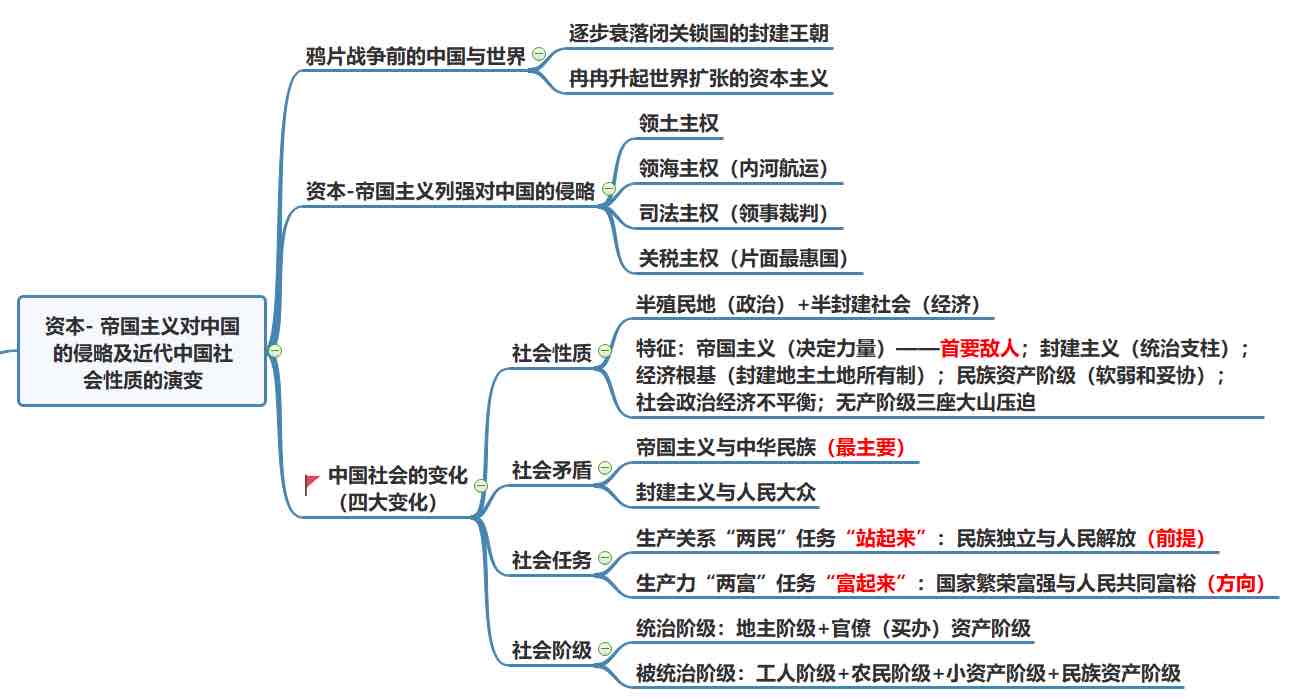 资本- 帝国主义对中国
的侵略及近代中国社
会性质的演变
鸦片战争前的中国与世界
逐步衰落闭关锁国的封建王朝
冉冉升起世界扩张的资本主义
资本-帝国主义列强对中国的侵略
领土主权
领海主权（内河航运）
司法主权（领事裁判）
关税主权（片面最惠国）
中国社会的变化
（四大变化）
社会性质
半殖民地（政治）+半封建社会（经济）
特征：帝国主义（决定力量）——首要敌人；封建主义（统治支柱）；
经济根基（封建地主土地所有制）；民族资产阶级（软弱和妥协）；
社会政治经济不平衡；无产阶级三座大山压迫
社会矛盾
帝国主义与中华民族（最主要）
封建主义与人民大众
社会任务
生产关系“两民”任务“站起来”：民族独立与人民解放（前提）
生产力“两富”任务“富起来”：国家繁荣富强与人民共同富裕（方向）
社会阶级
统治阶级：地主阶级+官僚（买办）资产阶级
被统治阶级：工人阶级+农民阶级+小资产阶级+民族资产阶级